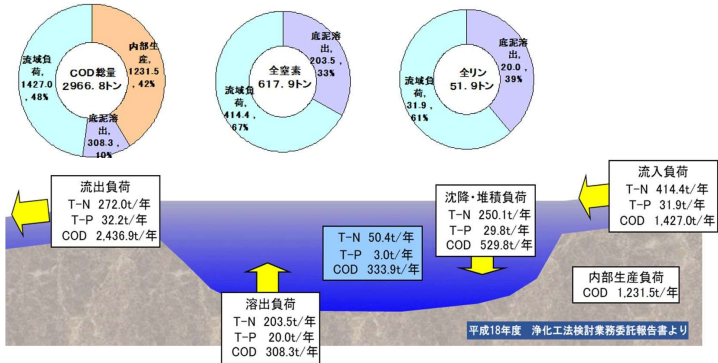 流域負
荷,
1427.0
, 48%
COD総量
2966.8トン
内部生
産,
1231.5
, 42%
底泥溶
出,
308.3,
10%
流域負
荷,
414.4,
67%
全窒素
617.9トン
底泥溶
出,
203.5,
33%
流域負
荷,
31.9,
61%
全リン
51.9トン
底泥溶
出,
20.0,
39%
流出負荷
T-N 272.0t/年
T-P 32.2t/年
COD 2,436.9t/年
溶出負荷
T-N 203.5t/年
T-P 20.0t/年
COD 308.3t/年
T-N 50.4t/年
T-P 3.0t/年
COD 333.9t/年
沈降・堆積負荷
T-N 250.1t/年
T-P 29.8t/年
COD 529.8t/年
流入負荷
T-N 414.4t/年
T-P 31.9t/年
COD 1,427.0t/年
内部生産負荷
COD 1,231.5t/年
平成18年度 浄化工法検討業務委託報告書より